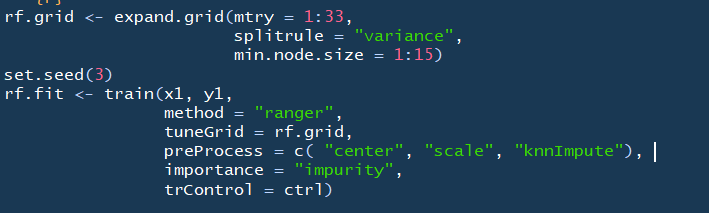 rf.grid <- expand.grid(mtry = 1:33,
                       splitrule = "variance",
                       min.node.size = 1:15)
set.seed(3)
rf.fit <- train(x1, y1,
                method = "ranger",
                tuneGrid = rf.grid,
                preProcess = c( "center", "scale", "knnImpute"),
                importance = "impurity",
                trControl = ctrl)